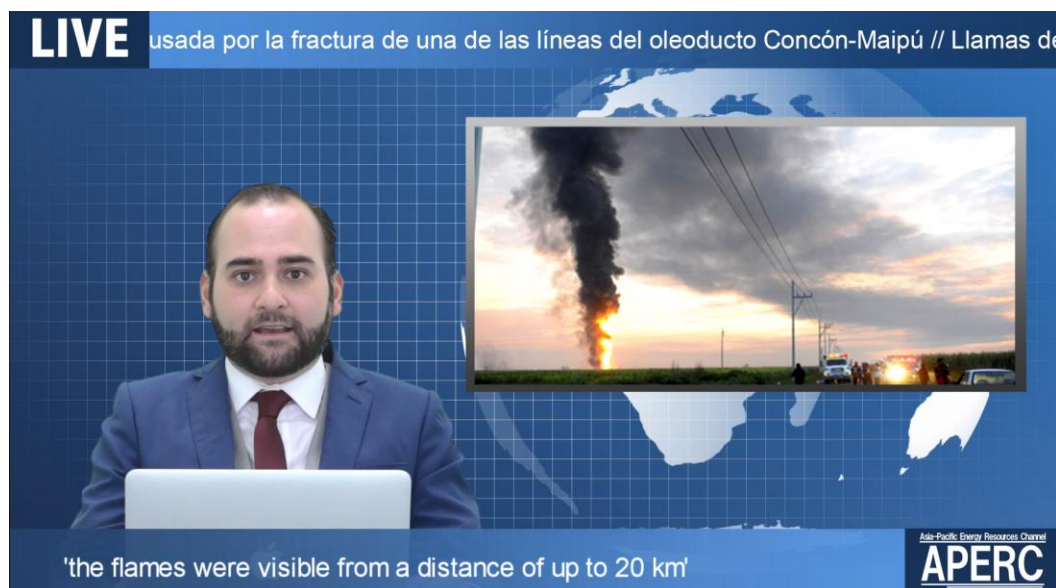 LIVE
usada por la fractura de una de las líneas del oleoducto Concón-Maipú // Llamas de
'the flames were visible from a distance of up to 20 km'
Asia-Pacific Energy Resources Channel
APERC